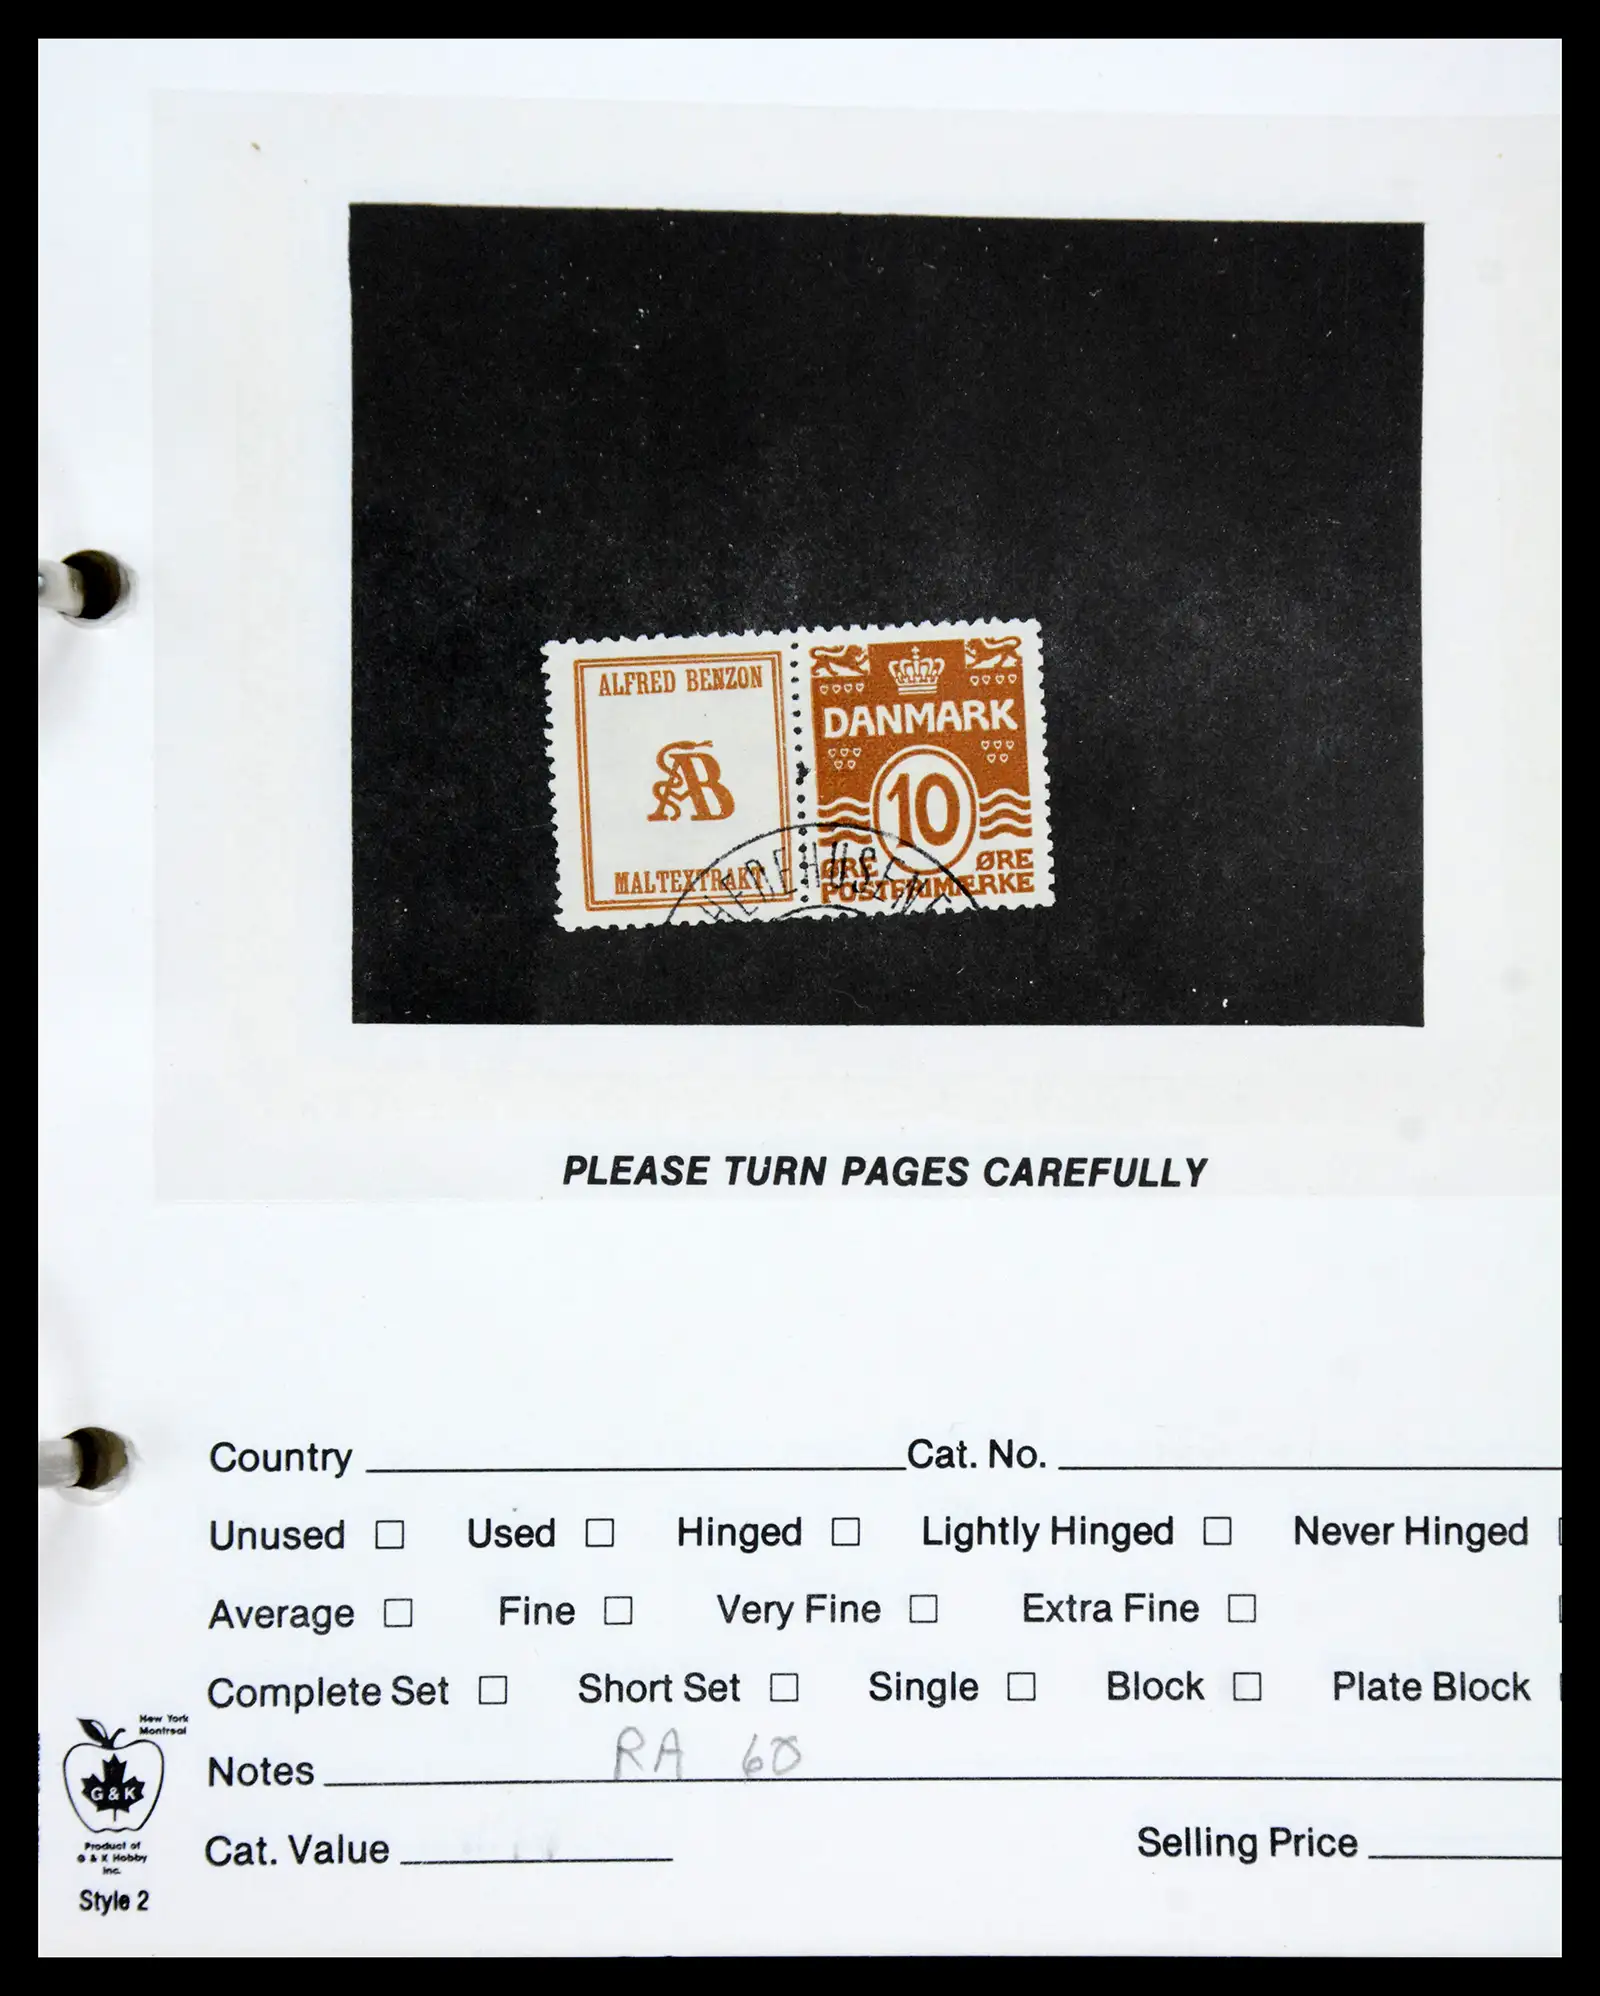 ALFRED BENZON
AB
MALTEXTRAKT
DANMARK
10
ØRE ØRE
POSTFRIMÆRKE
PLEASE TURN PAGES CAREFULLY
Country Cat. No.
Unused Used Hinged Lightly Hinged Never Hinged
Average Fine Very Fine Extra Fine
Complete Set Short Set Single Block Plate Block
New York
Montreal
Notes RA 60
G & K
Product of
G & K Hobby
Inc.
Cat. Value Selling Price
Style 2